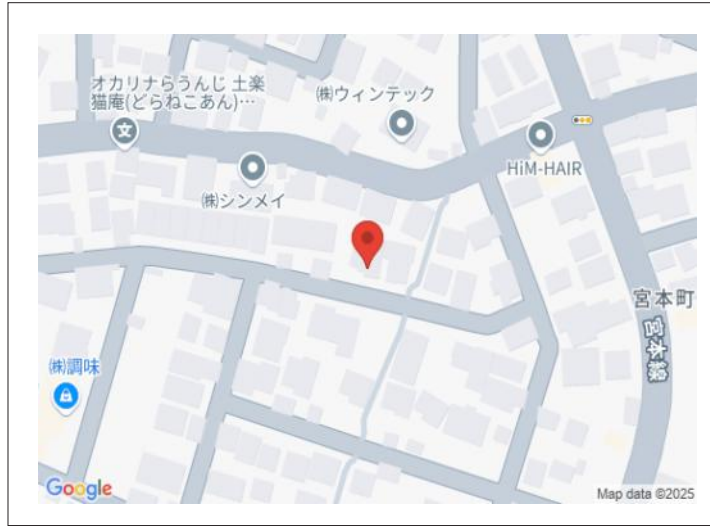 オカリナらうんじ 土楽
猫庵(どらねこあん)…
㈱ウィンテック
HiM-HAIR
㈱シンメイ
宮本町
宮本線
㈱調味
Google
Map data ©2025